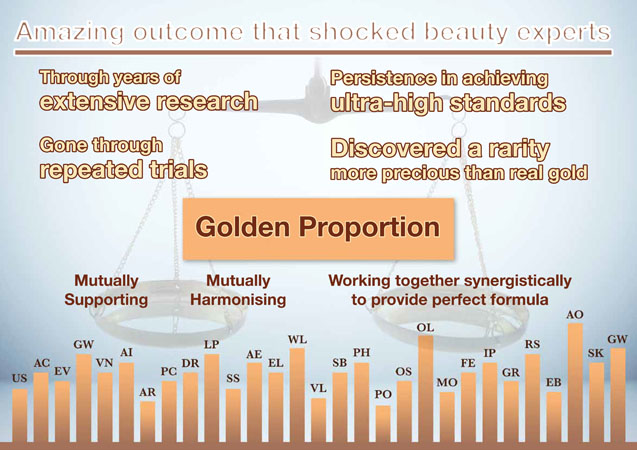 Amazing outcome that shocked beauty experts
Through years of
extensive research
Persistence in achieving
ultra-high standards
Gone through
repeated trials
Discovered a rarity
more precious than real gold
Golden Proportion
Mutually
Supporting
Mutually
Harmonising
Working together synergistically
to provide perfect formula
US
AC
EV
GW
VN
AI
AR
PC
DR
LP
SS
AE
EL
WL
VL
SB
PH
PO
OS
OL
MO
FE
IP
GR
RS
EB
AO
SK
GW